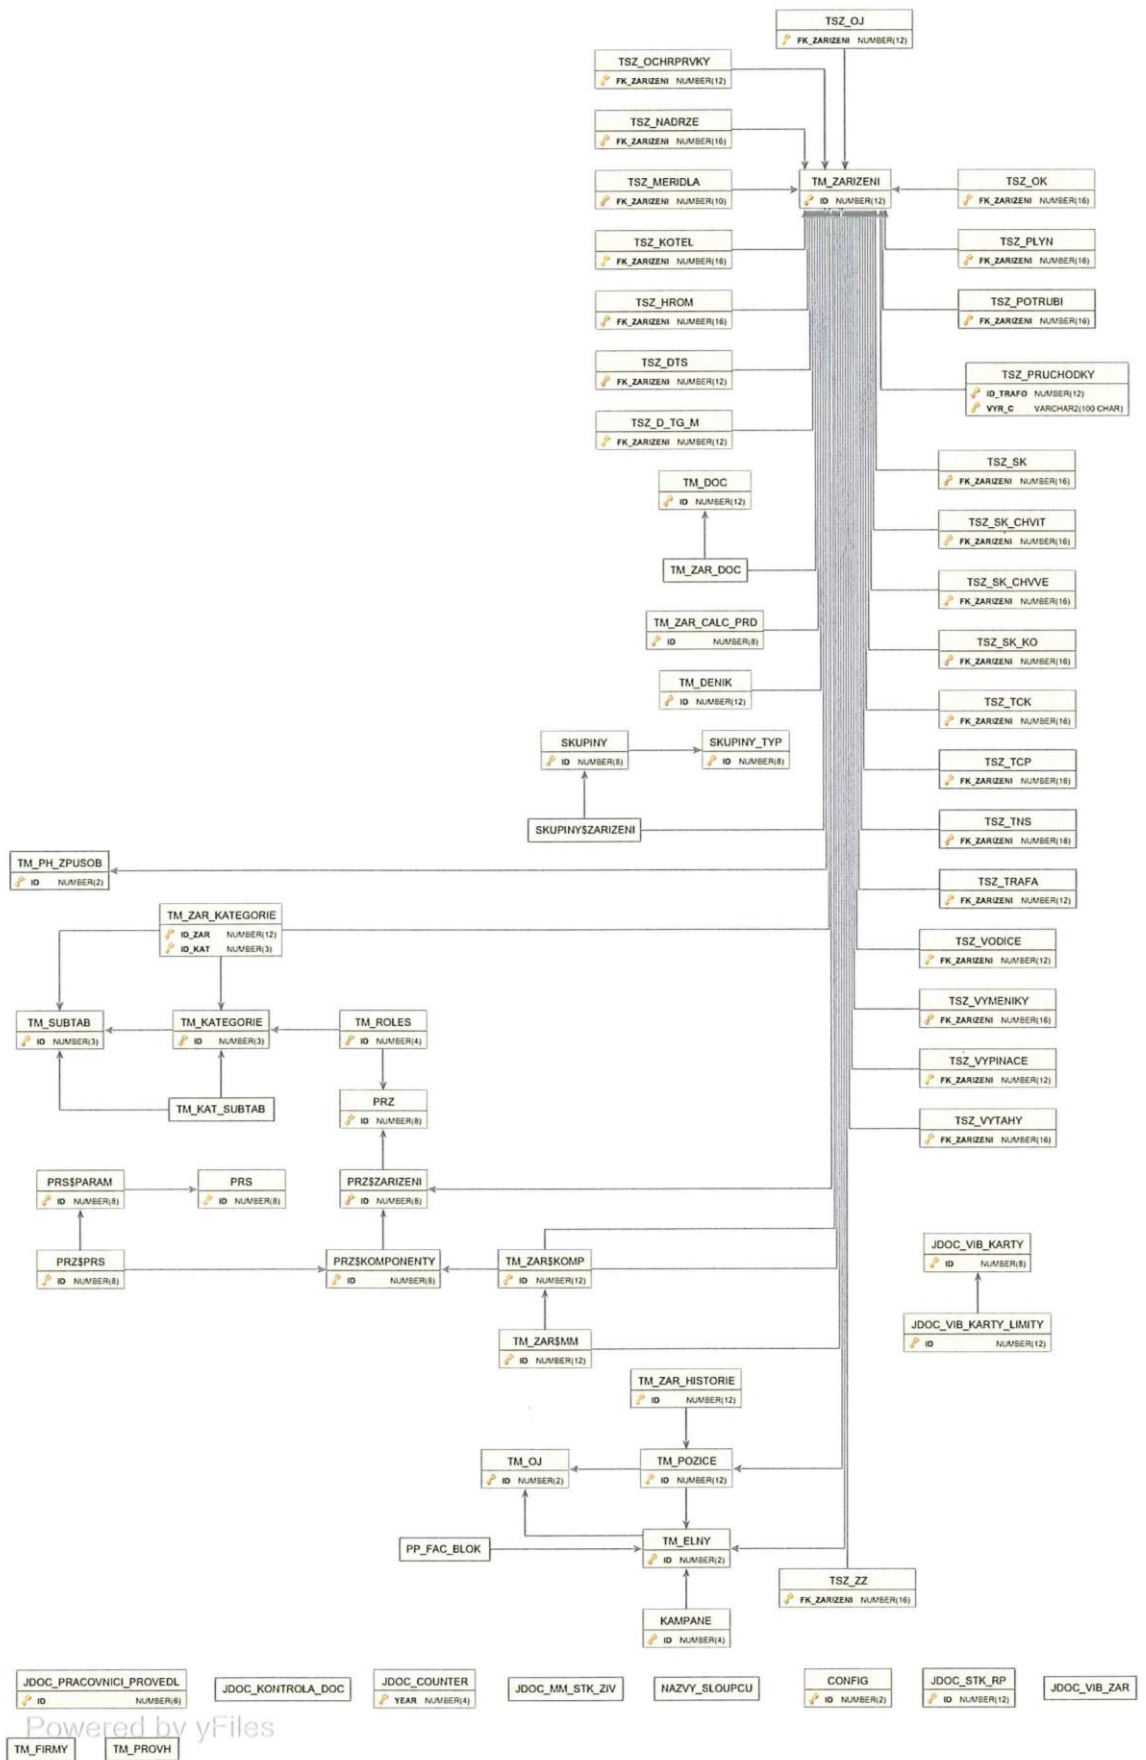 TSZ_OJ
FK_ZARIZENI NUMBER(12)
TSZ_OCHRPRVKY
FK_ZARIZENI NUMBER(12)
TSZ_NADRZE
FK_ZARIZENI NUMBER(16)
TSZ_MERIDLA
FK_ZARIZENI NUMBER(10)
TM_ZARIZENI
ID NUMBER(12)
TSZ_OK
FK_ZARIZENI NUMBER(16)
TSZ_KOTEL
FK_ZARIZENI NUMBER(16)
TSZ_PLYN
FK_ZARIZENI NUMBER(16)
TSZ_HROM
FK_ZARIZENI NUMBER(16)
TSZ_POTRUBI
FK_ZARIZENI NUMBER(16)
TSZ_DTS
FK_ZARIZENI NUMBER(12)
TSZ_PRUCHODKY
ID_TRAFO NUMBER(12)
VYR_C VARCHAR2(100 CHAR)
TSZ_D_TG_M
FK_ZARIZENI NUMBER(12)
TSZ_SK
FK_ZARIZENI NUMBER(16)
TM_DOC
ID NUMBER(12)
TSZ_SK_CHVIT
FK_ZARIZENI NUMBER(16)
TM_ZAR_DOC
TSZ_SK_CHVVE
FK_ZARIZENI NUMBER(16)
TM_ZAR_CALC_PRD
ID NUMBER(8)
TSZ_SK_KO
FK_ZARIZENI NUMBER(16)
TM_DENIK
ID NUMBER(12)
TSZ_TCK
FK_ZARIZENI NUMBER(16)
SKUPINY
ID NUMBER(8)
SKUPINY_TYP
ID NUMBER(8)
TSZ_TCP
FK_ZARIZENI NUMBER(16)
SKUPINY$ZARIZENI
TSZ_TNS
FK_ZARIZENI NUMBER(16)
TM_PH_ZPUSOB
ID NUMBER(2)
TSZ_TRAFA
FK_ZARIZENI NUMBER(12)
TM_ZAR_KATEGORIE
ID_ZAR NUMBER(12)
ID_KAT NUMBER(3)
TSZ_VODICE
FK_ZARIZENI NUMBER(12)
TM_SUBTAB
ID NUMBER(3)
TM_KATEGORIE
ID NUMBER(3)
TM_ROLES
ID NUMBER(4)
TSZ_VYMENIKY
FK_ZARIZENI NUMBER(16)
TM_KAT_SUBTAB
PRZ
ID NUMBER(8)
TSZ_VYPINACE
FK_ZARIZENI NUMBER(12)
TSZ_VYTAHY
FK_ZARIZENI NUMBER(16)
PRS$PARAM
ID NUMBER(8)
PRS
ID NUMBER(8)
PRZ$ZARIZENI
ID NUMBER(8)
PRZ$PRS
ID NUMBER(8)
PRZ$KOMPONENTY
ID NUMBER(8)
TM_ZAR$KOMP
ID NUMBER(12)
JDOC_VIB_KARTY
ID NUMBER(8)
TM_ZAR$MM
ID NUMBER(12)
JDOC_VIB_KARTY_LIMITY
ID NUMBER(12)
TM_ZAR_HISTORIE
ID NUMBER(12)
TM_OJ
ID NUMBER(2)
TM_POZICE
ID NUMBER(12)
PP_FAC_BLOK
TM_ELNY
ID NUMBER(2)
TSZ_ZZ
FK_ZARIZENI NUMBER(16)
KAMPANE
ID NUMBER(4)
JDOC_PRACOVNICI_PROVEDL
ID NUMBER(6)
JDOC_KONTROLA_DOC
JDOC_COUNTER
YEAR NUMBER(4)
JDOC_MM_STK_ZIV
NAZVY_SLOUPCU
CONFIG
ID NUMBER(2)
JDOC_STK_RP
ID NUMBER(12)
JDOC_VIB_ZAR
Powered by yFiles
TM_FIRMY
TM_PROVH